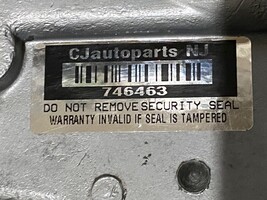 CJautoparts NJ
746463
DO NOT REMOVE SECURITY SEAL
WARRANTY INVALID IF SEAL IS TAMPERED